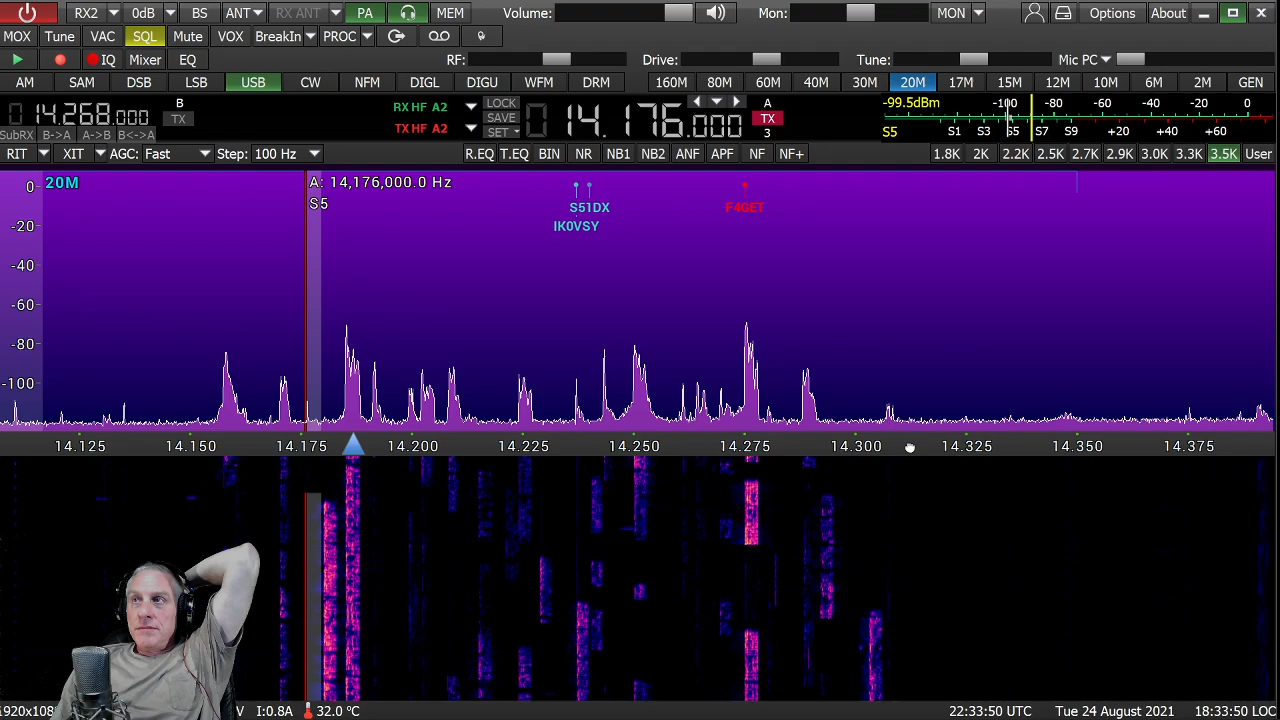 RX2 0dB BS ANT RX ANT PA MEM Volume: Mon: MON Options About
MOX Tune VAC SQL Mute VOX BreakIn PROC
IQ Mixer EQ RF: Drive: Tune: Mic PC
AM SAM DSB LSB USB CW NFM DIGL DIGU WFM DRM 160M 80M 60M 40M 30M 20M 17M 15M 12M 10M 6M 2M GEN
14.268.000 B TX
SubRX B->A A->B B<->A
RX HF A2
TX HF A2
LOCK
SAVE
SET
14.176.000 A TX 3
-99.5dBm -100 -80 -60 -40 -20 0
S5 S1 S3 S5 S7 S9 +20 +40 +60
RIT XIT AGC: Fast Step: 100 Hz R.EQ T.EQ BIN NR NB1 NB2 ANF APF NF NF+ 1.8K 2K 2.2K 2.5K 2.7K 2.9K 3.0K 3.3K 3.5K User
0 20M A: 14,176,000.0 Hz
S5
S51DX F4GET
IK0VSY
-20
-40
-60
-80
-100
14.125 14.150 14.175 14.200 14.225 14.250 14.275 14.300 14.325 14.350 14.375
1920x108 V I:0.8A 32.0 °C 22:33:50 UTC Tue 24 August 2021 18:33:50 LOC